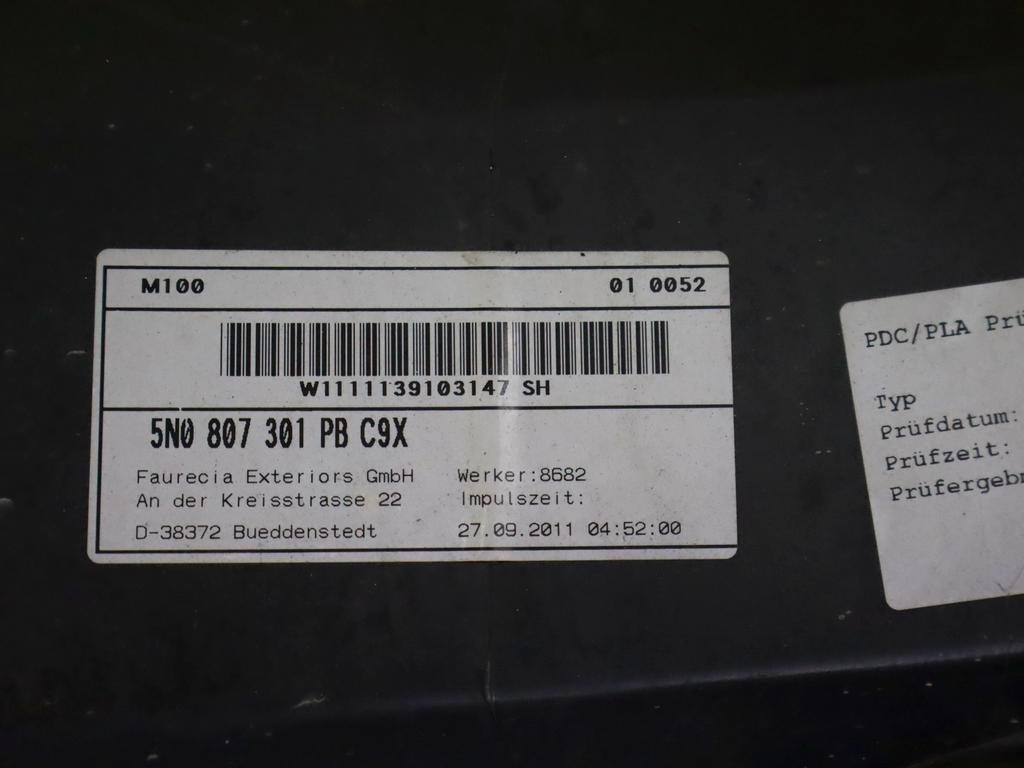 M100 01 0052
W1111139103147 SH
5N0 807 301 PB C9X
Faurecia Exteriors GmbH Werker:8682
An der Kreisstrasse 22 Impulszeit:
D-38372 Bueddenstedt 27.09.2011 04:52:00
PDC/PLA Prü
Typ
Prüfdatum:
Prüfzeit:
Prüfergeb